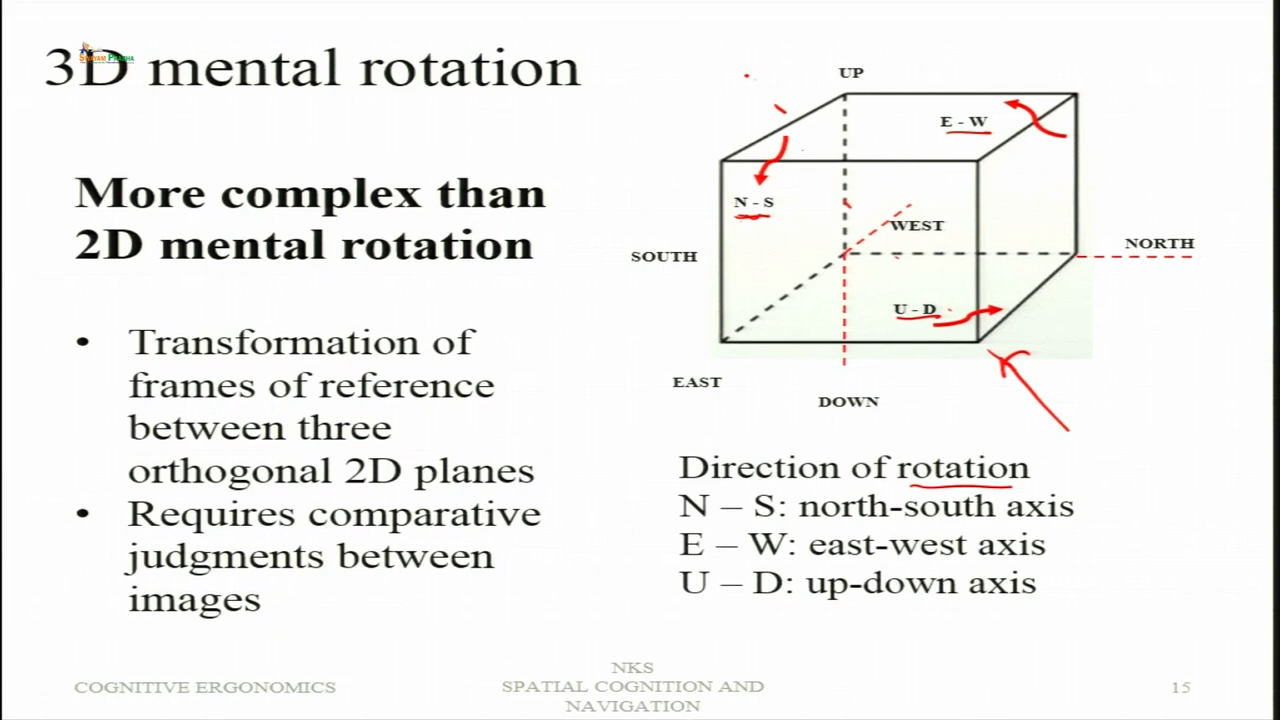 3D mental rotation
SWAYAM PRABHA
More complex than
2D mental rotation
• Transformation of
frames of reference
between three
orthogonal 2D planes
• Requires comparative
judgments between
images
UP
E - W
N - S
WEST
SOUTH
NORTH
U - D
EAST
DOWN
Direction of rotation
N – S: north-south axis
E – W: east-west axis
U – D: up-down axis
COGNITIVE ERGONOMICS
NKS
SPATIAL COGNITION AND
NAVIGATION
15